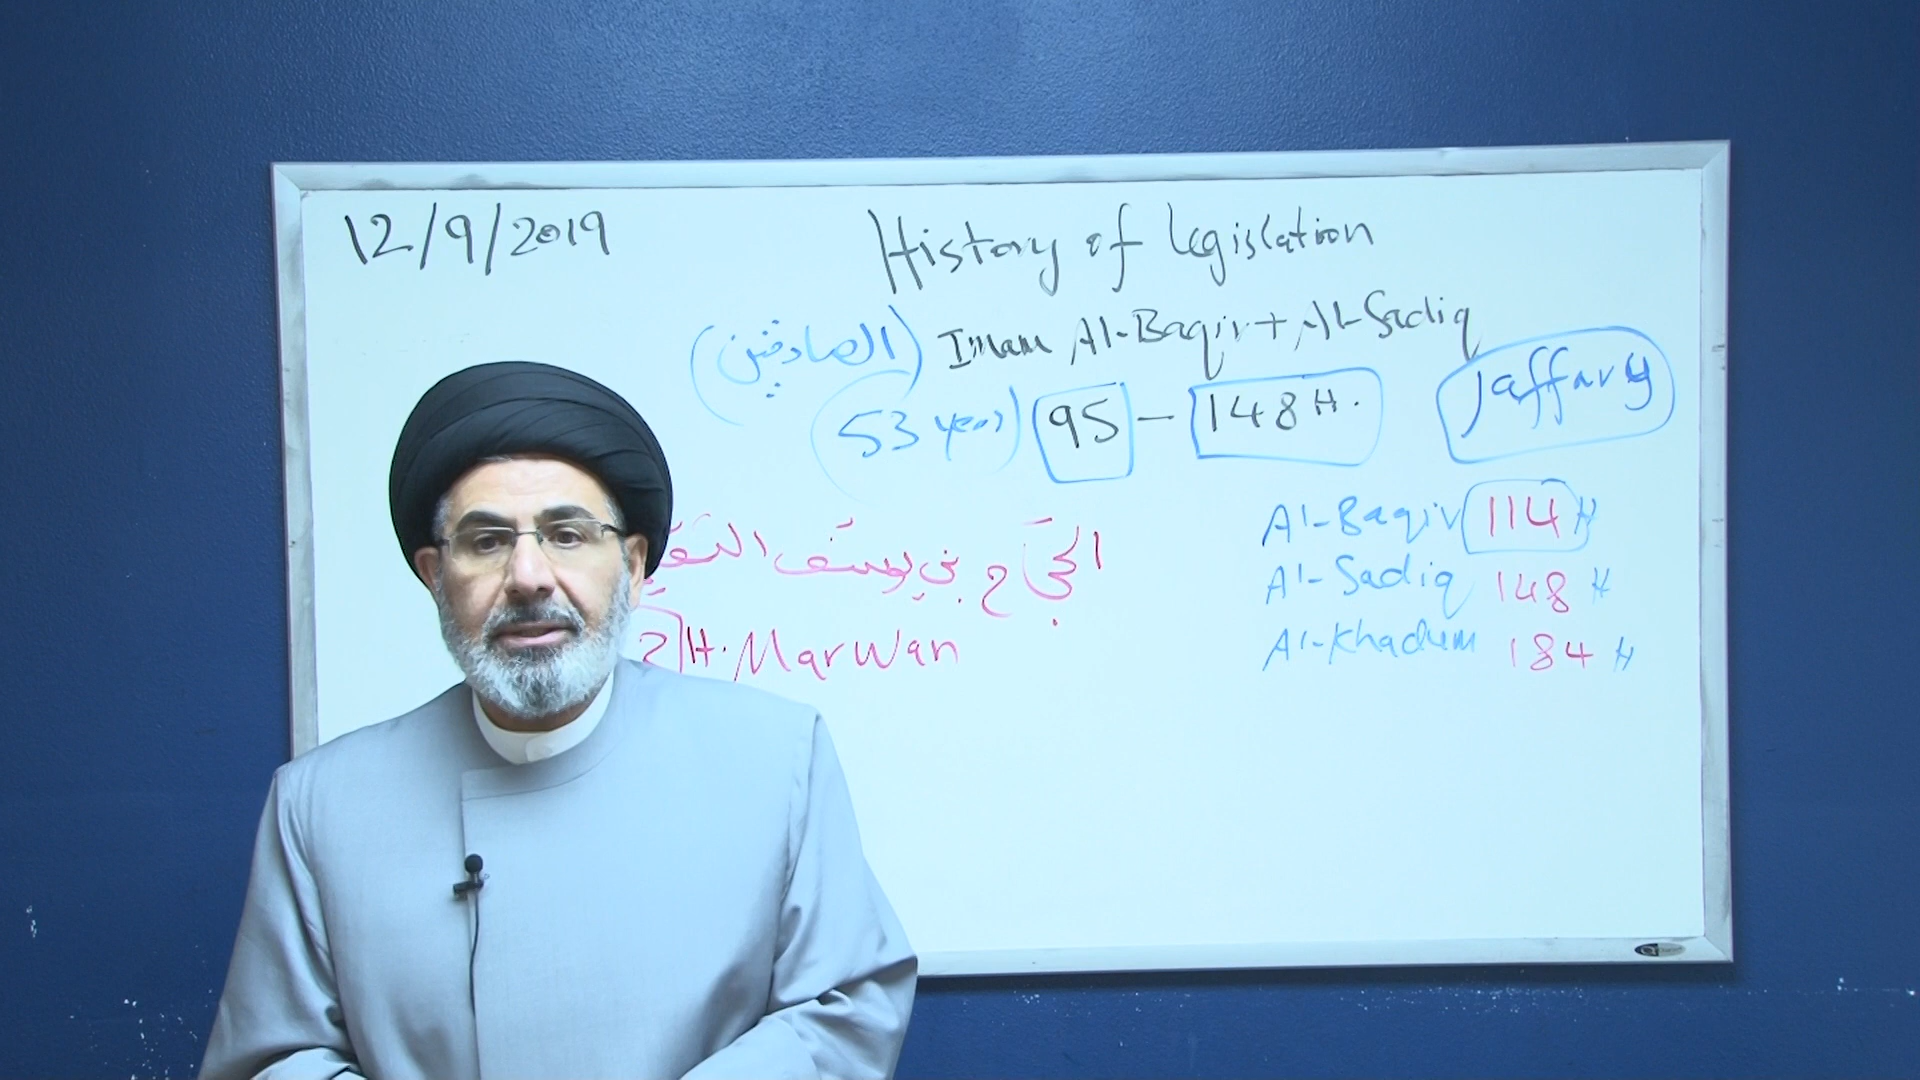 12/9/2019
History of legislation
(الصادقين) Imam Al-Baqir + Al-Sadiq
(53 years) 95 - 148 H. Jaffary
Al-Baqir 114 H
الحجاج بن يوسف الثقفي
Al-Sadiq 148 H
H. Marwan
Al-Khadum 184 H